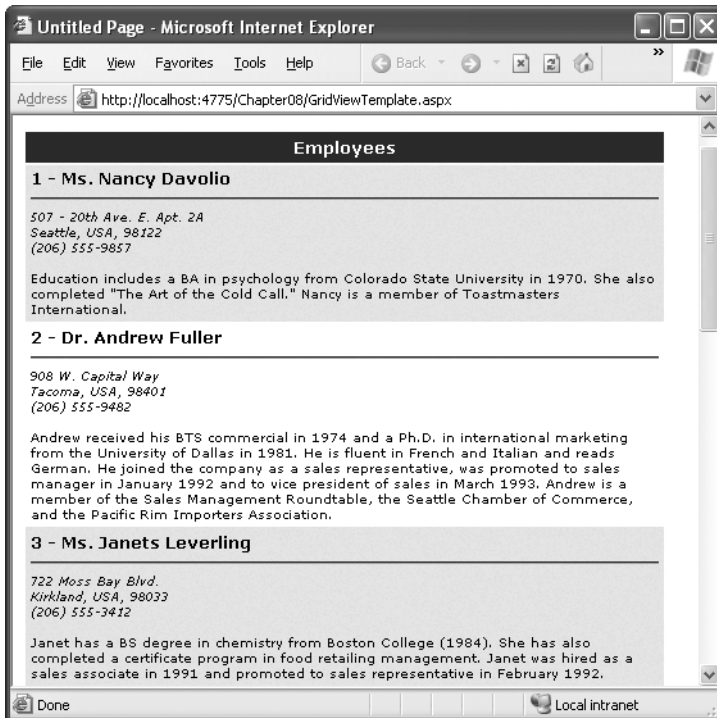 Untitled Page - Microsoft Internet Explorer
File Edit View Favorites Tools Help Back »
Address http://localhost:4775/Chapter08/GridViewTemplate.aspx
Employees
1 - Ms. Nancy Davolio
507 - 20th Ave. E. Apt. 2A
Seattle, USA, 98122
(206) 555-9857
Education includes a BA in psychology from Colorado State University in 1970. She also
completed "The Art of the Cold Call." Nancy is a member of Toastmasters
International.
2 - Dr. Andrew Fuller
908 W. Capital Way
Tacoma, USA, 98401
(206) 555-9482
Andrew received his BTS commercial in 1974 and a Ph.D. in international marketing
from the University of Dallas in 1981. He is fluent in French and Italian and reads
German. He joined the company as a sales representative, was promoted to sales
manager in January 1992 and to vice president of sales in March 1993. Andrew is a
member of the Sales Management Roundtable, the Seattle Chamber of Commerce,
and the Pacific Rim Importers Association.
3 - Ms. Janets Leverling
722 Moss Bay Blvd.
Kirkland, USA, 98033
(206) 555-3412
Janet has a BS degree in chemistry from Boston College (1984). She has also
completed a certificate program in food retailing management. Janet was hired as a
sales associate in 1991 and promoted to sales representative in February 1992.
Done Local intranet